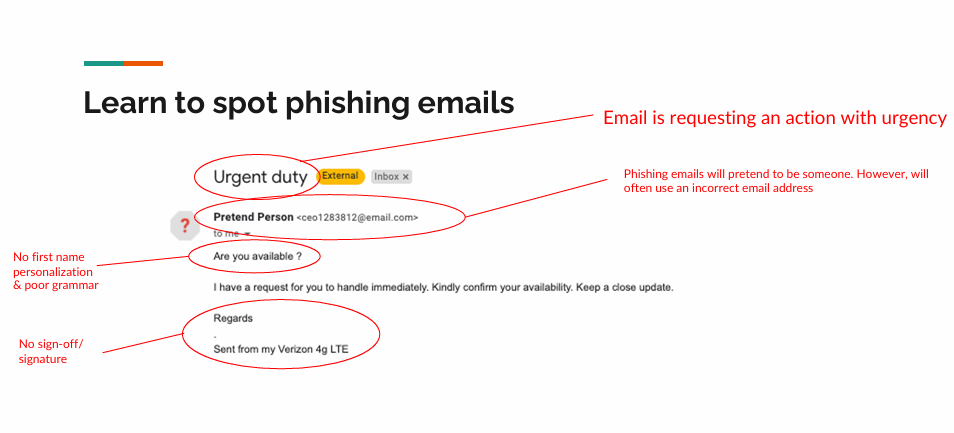 Learn to spot phishing emails
Email is requesting an action with urgency
Urgent duty External Inbox ×
Phishing emails will pretend to be someone. However, will
often use an incorrect email address
?
Pretend Person <ceo1283812@email.com>
to me
No first name
personalization
& poor grammar
Are you available ?
I have a request for you to handle immediately. Kindly confirm your availability. Keep a close update.
Regards
.
Sent from my Verizon 4g LTE
No sign-off/
signature